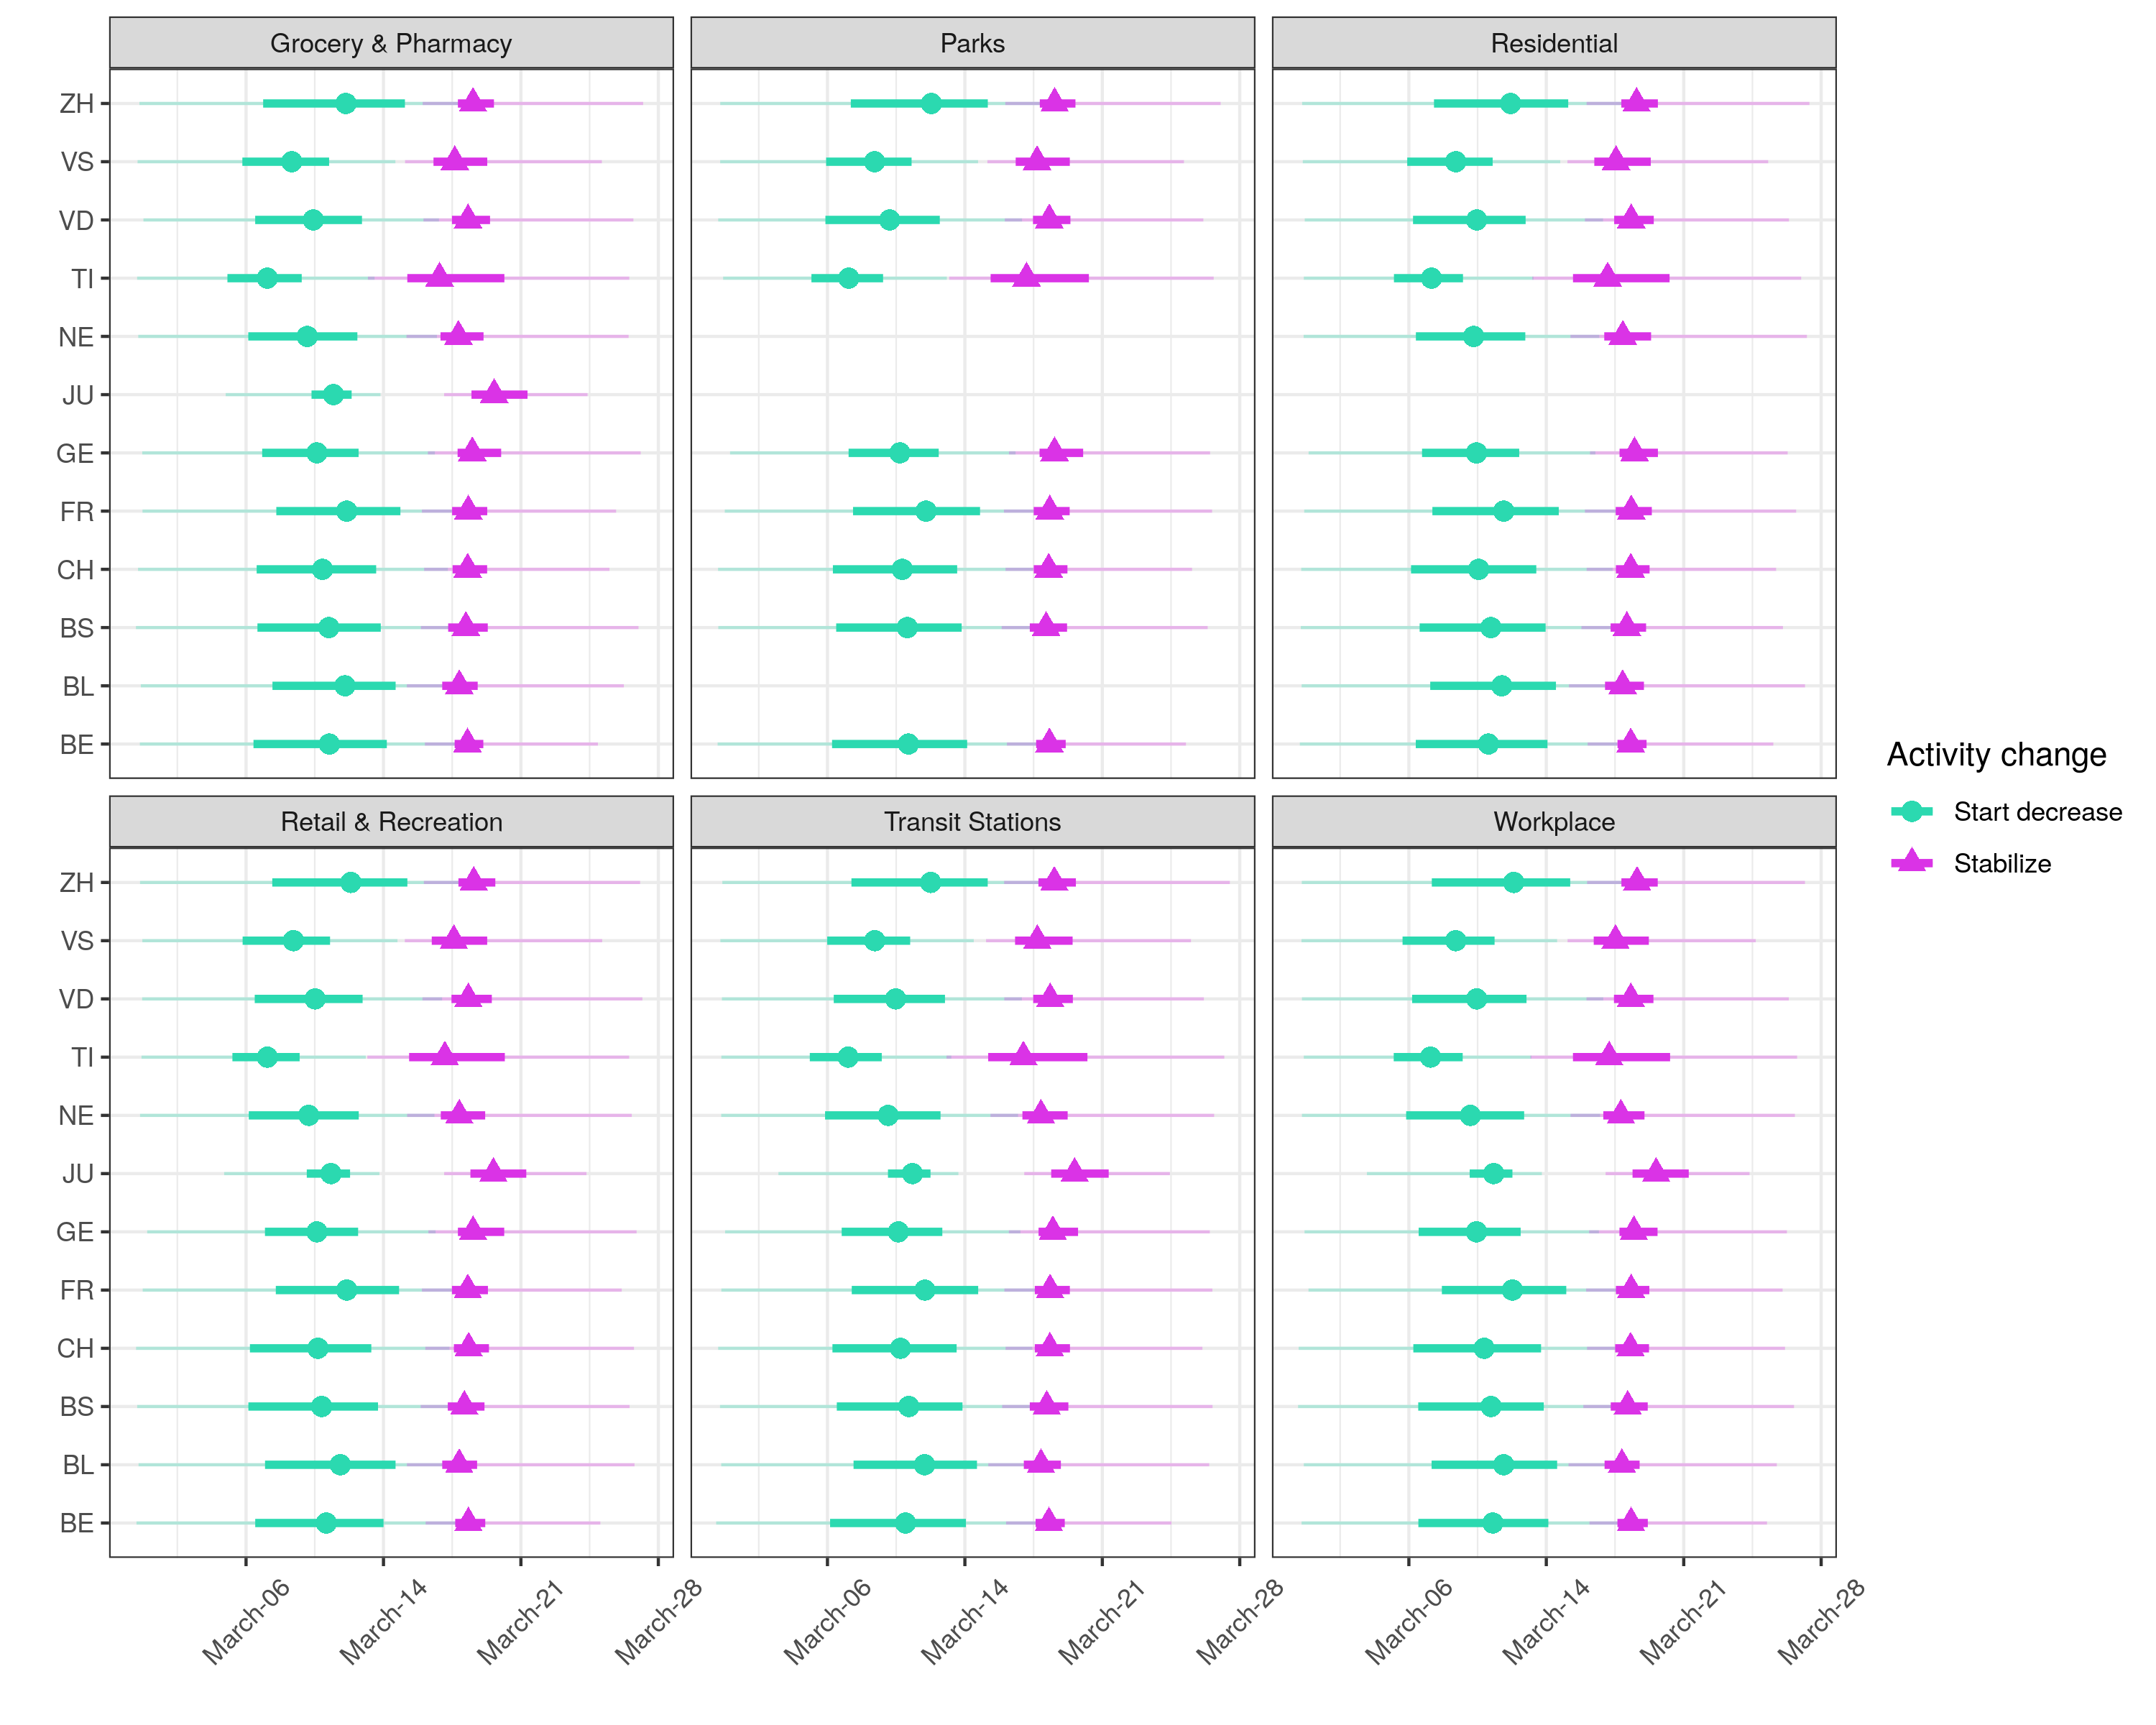 Grocery & Pharmacy
Parks
Residential
ZH
VS
VD
TI
NE
JU
GE
FR
CH
BS
BL
BE
Activity change
Start decrease
Stabilize
Retail & Recreation
Transit Stations
Workplace
ZH
VS
VD
TI
NE
JU
GE
FR
CH
BS
BL
BE
March-06
March-14
March-21
March-28
March-06
March-14
March-21
March-28
March-06
March-14
March-21
March-28